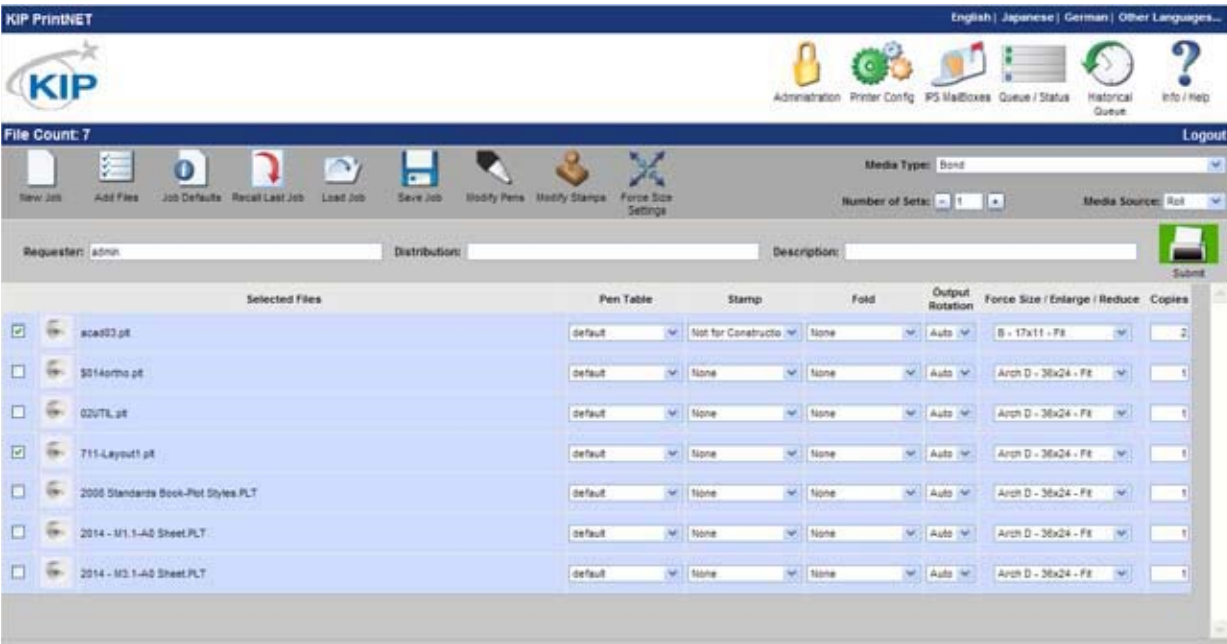 KIP PrintNET
English | Japanese | German | Other Languages...
KIP
Administration Printer Config IPS MailBoxes Queue / Status Historical Queue Info / Help
File Count: 7
Logout
New Job Add Files Job Defaults Recall Last Job Load Job Save Job Modify Pens Modify Stamps Force Size Settings
Media Type: Bond
Number of Sets: - 1 + Media Source: Roll
Requester: admin Distribution: Description:
Submit
Selected Files Pen Table Stamp Fold Output Rotation Force Size / Enlarge / Reduce Copies
acad03.plt default Not for Constructio None Auto B - 17x11 - Fit 2
default None None Auto Arch D - 36x24 - Fit 1
02UTIL.plt default None None Auto Arch D - 36x24 - Fit 1
711-Layout1.plt default None None Auto Arch D - 36x24 - Fit 1
Standards Book-Plot Styles.PLT default None None Auto Arch D - 36x24 - Fit 1
2014 - M1.1-A0 Sheet.PLT default None None Auto Arch D - 36x24 - Fit 1
2014 - M3.1-A0 Sheet.PLT default None None Auto Arch D - 36x24 - Fit 1